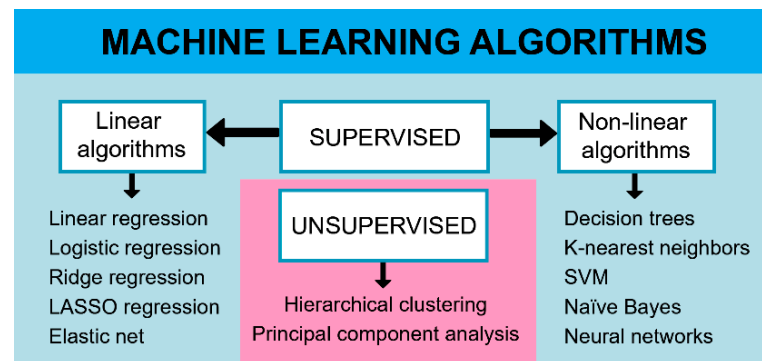 MACHINE LEARNING ALGORITHMS
Linear
algorithms
SUPERVISED
Non-linear
algorithms
Linear regression
Logistic regression
Ridge regression
LASSO regression
Elastic net
UNSUPERVISED
Hierarchical clustering
Principal component analysis
Decision trees
K-nearest neighbors
SVM
Naïve Bayes
Neural networks